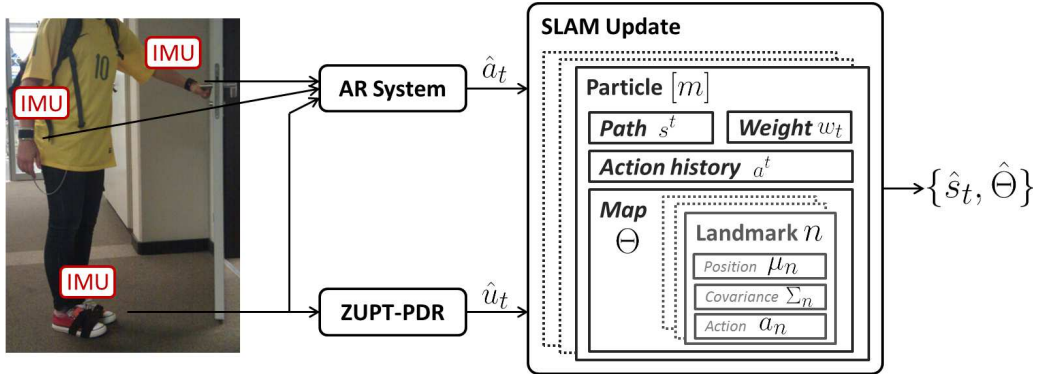 IMU
10
IMU
IMU
AR System
ZUPT-PDR
â_t
û_t
SLAM Update
Particle [m]
Path s^t
Weight w_t
Action history a^t
Map
Θ
Landmark n
Position μ_n
Covariance Σ_n
Action a_n
{ŝ_t, Θ̂}